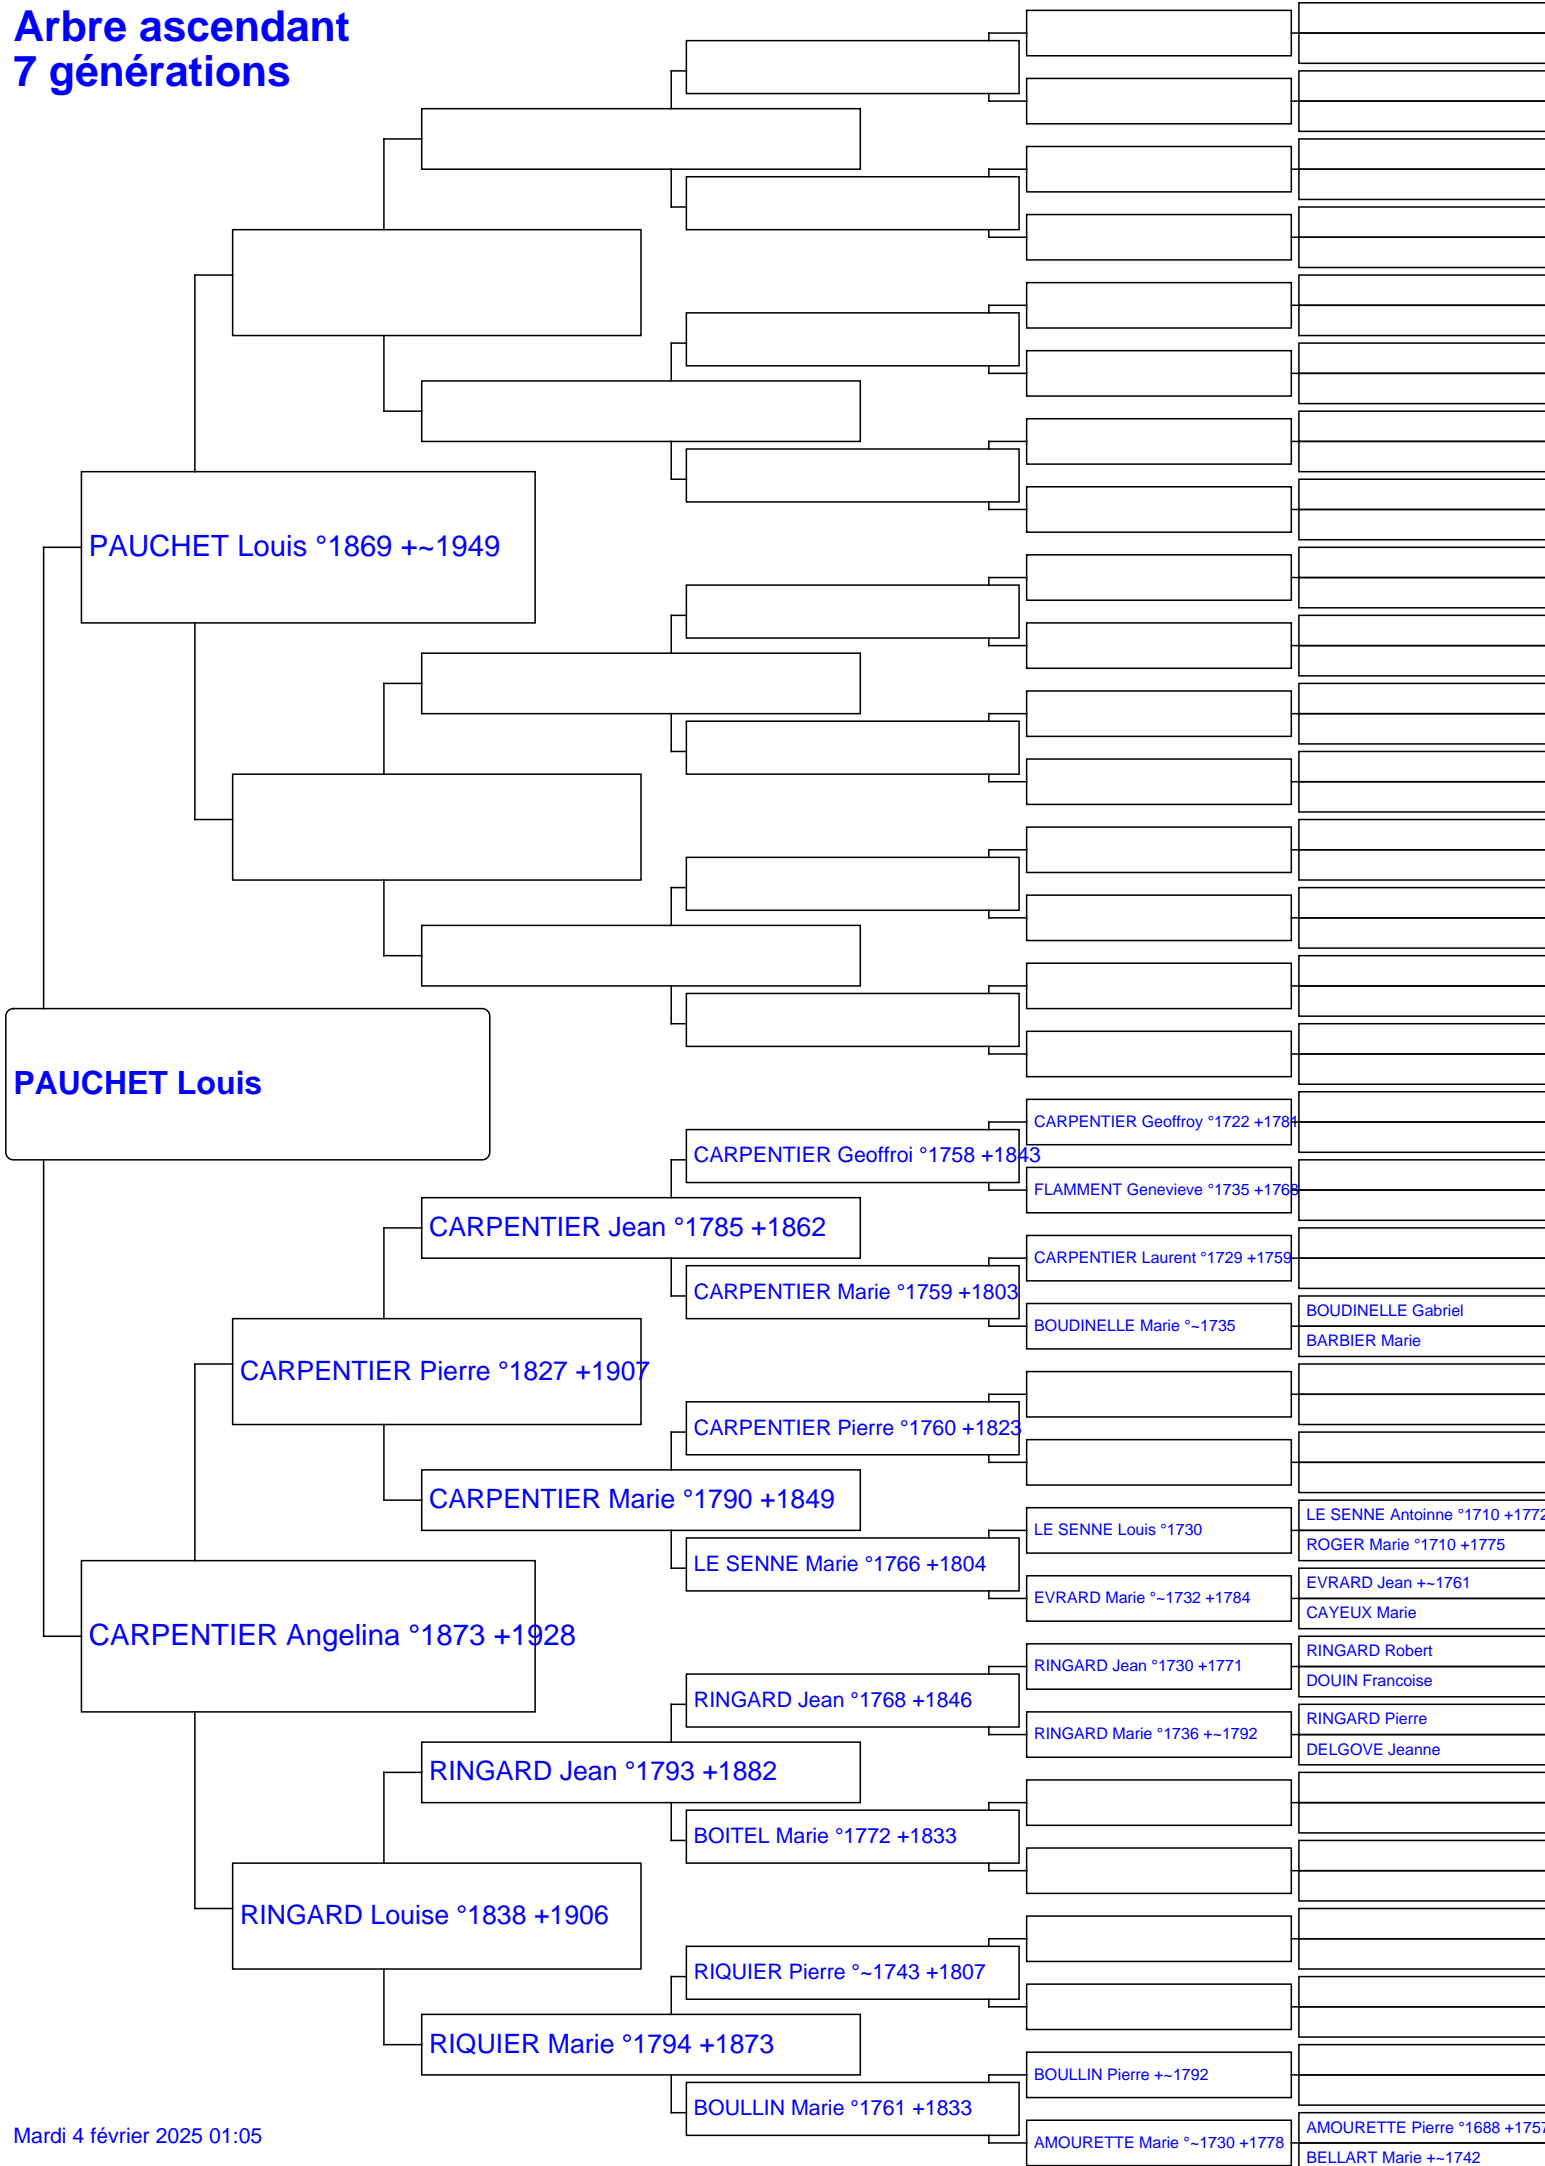 Arbre ascendant
7 générations
PAUCHET Louis °1869 +~1949
PAUCHET Louis
CARPENTIER Geoffroy °1722 +1781
CARPENTIER Geoffroi °1758 +1843
FLAMMENT Genevieve °1735 +1768
CARPENTIER Jean °1785 +1862
CARPENTIER Laurent °1729 +1759
CARPENTIER Marie °1759 +1803
BOUDINELLE Gabriel
BOUDINELLE Marie °~1735
BARBIER Marie
CARPENTIER Pierre °1827 +1907
CARPENTIER Pierre °1760 +1823
CARPENTIER Marie °1790 +1849
LE SENNE Antoinne °1710 +1772
LE SENNE Louis °1730
ROGER Marie °1710 +1775
LE SENNE Marie °1766 +1804
EVRARD Jean +~1761
EVRARD Marie °~1732 +1784
CAYEUX Marie
CARPENTIER Angelina °1873 +1928
RINGARD Robert
RINGARD Jean °1730 +1771
DOUIN Francoise
RINGARD Jean °1768 +1846
RINGARD Pierre
RINGARD Marie °1736 +~1792
DELGOVE Jeanne
RINGARD Jean °1793 +1882
BOITEL Marie °1772 +1833
RINGARD Louise °1838 +1906
RIQUIER Pierre °~1743 +1807
RIQUIER Marie °1794 +1873
BOULLIN Pierre +~1792
BOULLIN Marie °1761 +1833
AMOURETTE Pierre °1688 +1757
AMOURETTE Marie °~1730 +1778
BELLART Marie +~1742
Mardi 4 février 2025 01:05